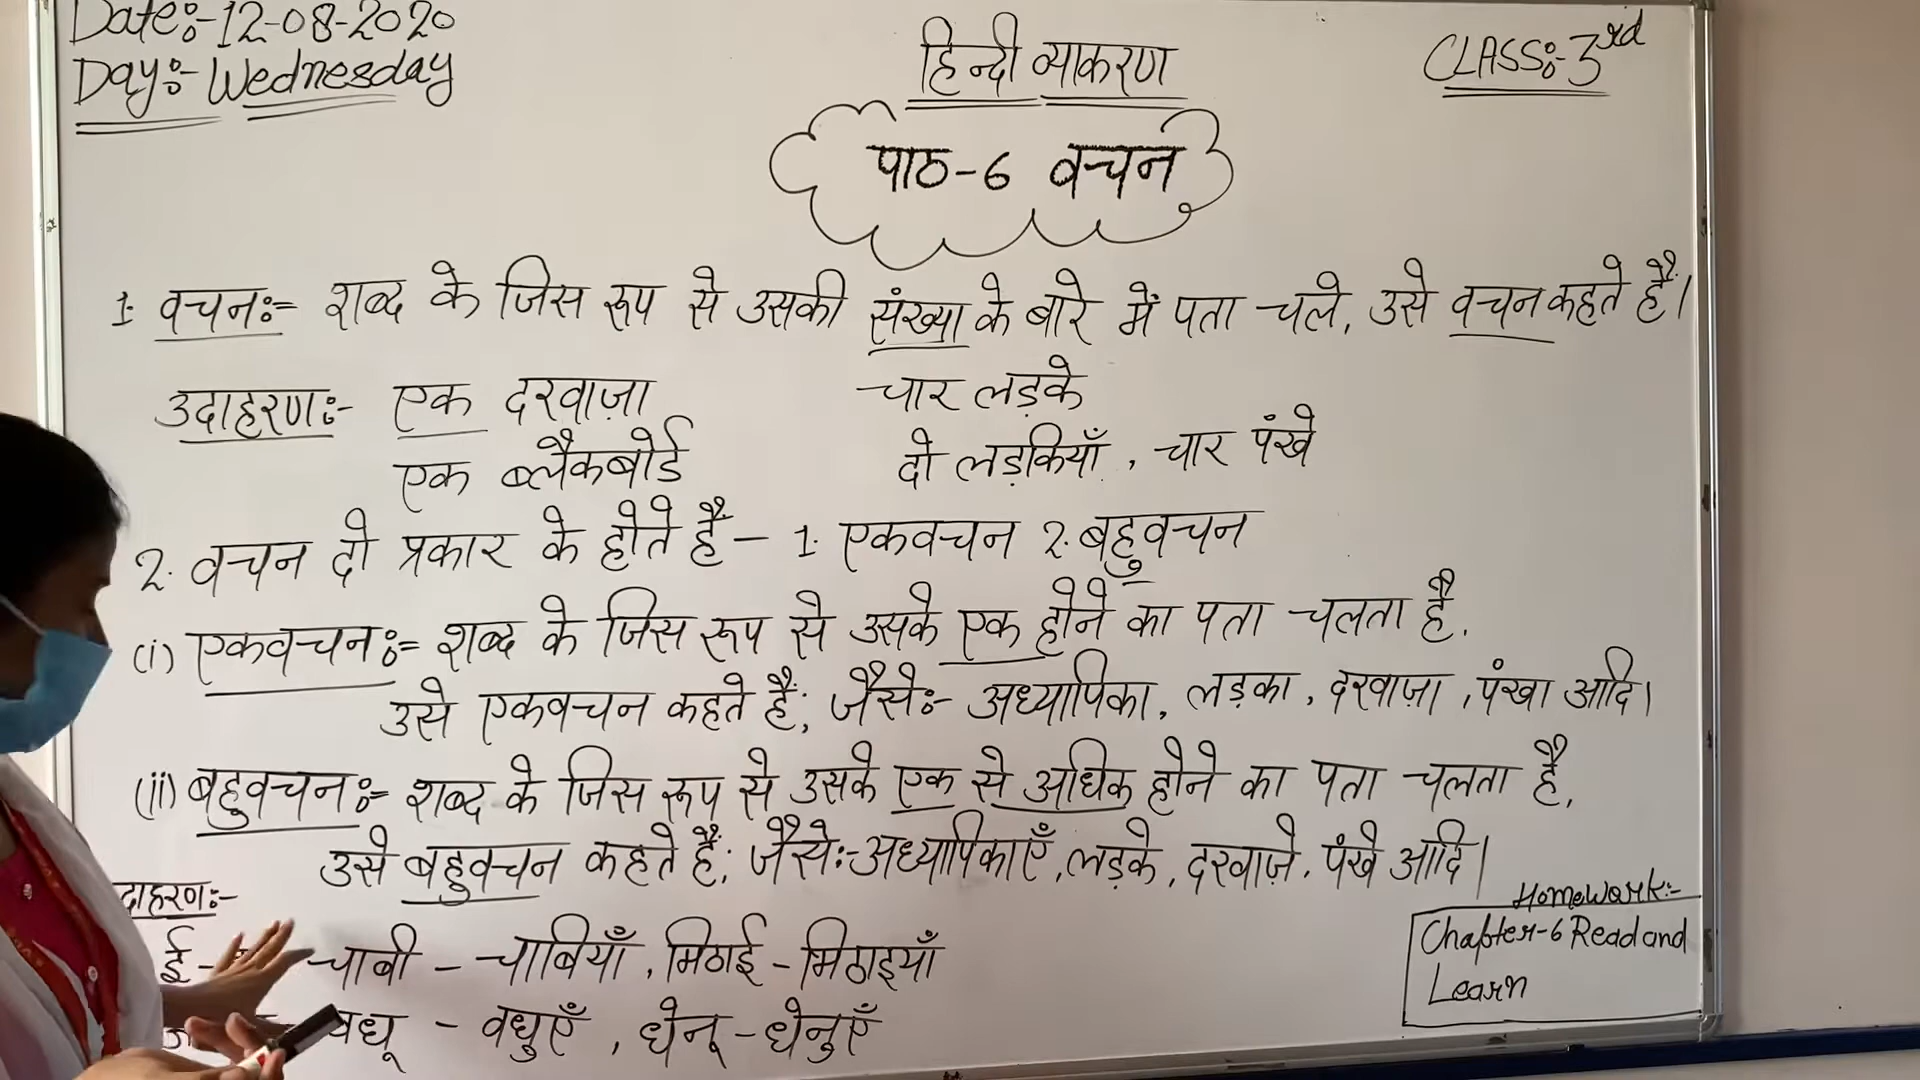 Date:-12-08-2020
Day:- Wednesday
हिन्दी व्याकरण
CLASS:-3rd
पाठ-6 वचन
1. वचन:- शब्द के जिस रूप से उसकी संख्या के बारे में पता चले, उसे वचन कहते हैं।
उदाहरण:- एक दरवाज़ा चार लड़के
एक ब्लैकबोर्ड दो लड़कियाँ, चार पंखे
2. वचन दो प्रकार के होते हैं - 1. एकवचन 2. बहुवचन
(i) एकवचन:= शब्द के जिस रूप से उसके एक होने का पता चलता है,
उसे एकवचन कहते हैं; जैसे:- अध्यापिका, लड़का, दरवाज़ा, पंखा आदि।
(ii) बहुवचन:= शब्द के जिस रूप से उसके एक से अधिक होने का पता चलता है,
उसे बहुवचन कहते हैं; जैसे:- अध्यापिकाएँ, लड़के, दरवाज़े, पंखे आदि।
दाहरण:-
ई- चाबी - चाबियाँ, मिठाई - मिठाइयाँ
वधू - वधुएँ, धेनू - धेनुएँ
Homework:-
Chapter-6 Read and
Learn